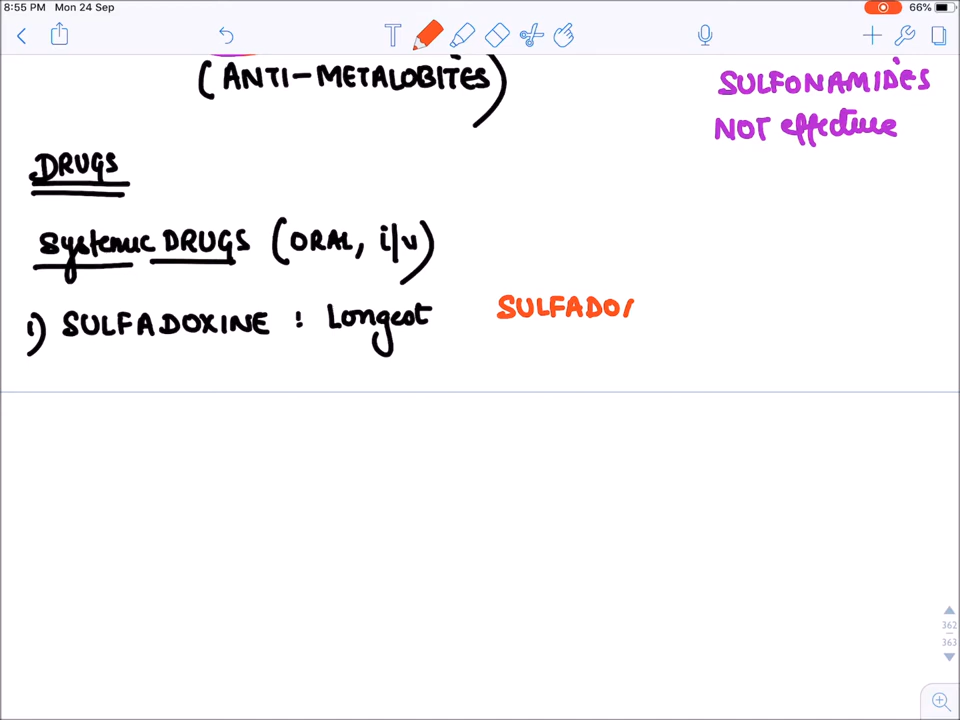 8:55 PM Mon 24 Sep
66%
T
(ANTI-METALOBITES)
SULFONAMIDES
NOT effective
DRUGS
Systemic DRUGS (ORAL, i/v)
1) SULFADOXINE : Longest
SULFADO
362
363